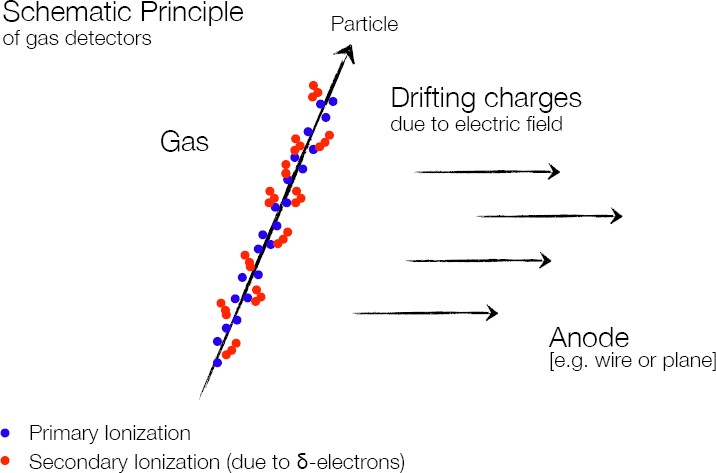 Schematic Principle
of gas detectors
Particle
Drifting charges
due to electric field
Gas
Anode
[e.g. wire or plane]
Primary Ionization
Secondary Ionization (due to δ-electrons)